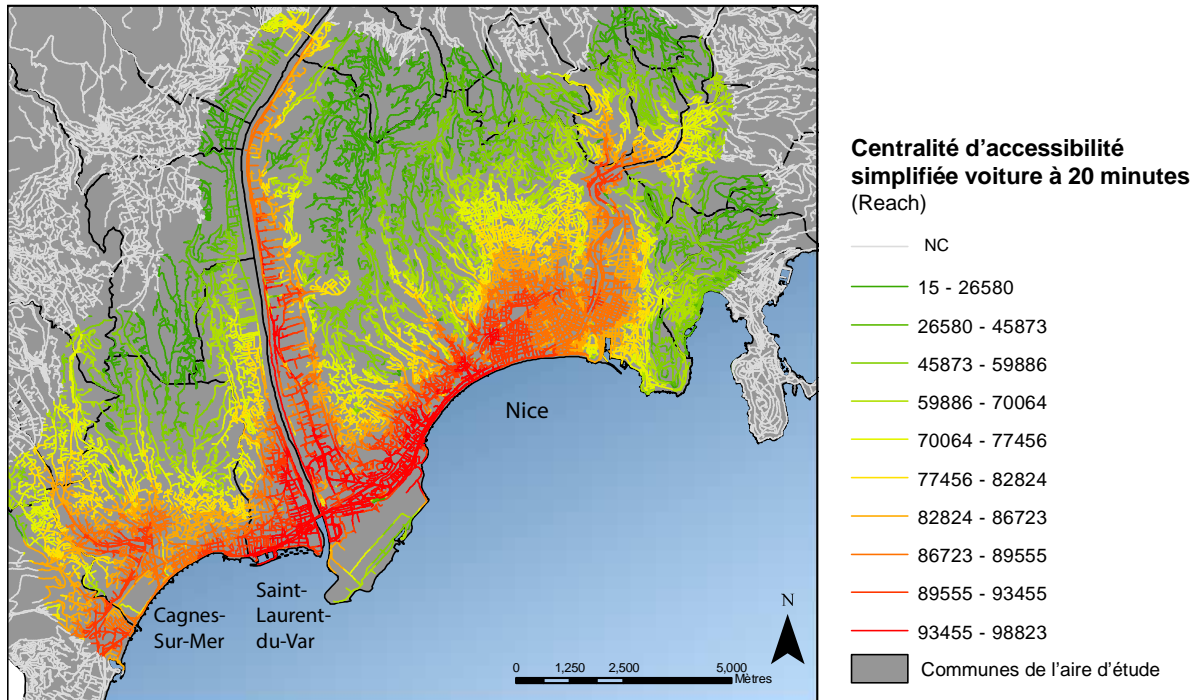 Nice
Cagnes-
Sur-Mer
Saint-
Laurent-
du-Var
N
0 1,250 2,500 5,000
Mètres
Centralité d'accessibilité
simplifiée voiture à 20 minutes
(Reach)
NC
15 - 26580
26580 - 45873
45873 - 59886
59886 - 70064
70064 - 77456
77456 - 82824
82824 - 86723
86723 - 89555
89555 - 93455
93455 - 98823
Communes de l'aire d'étude